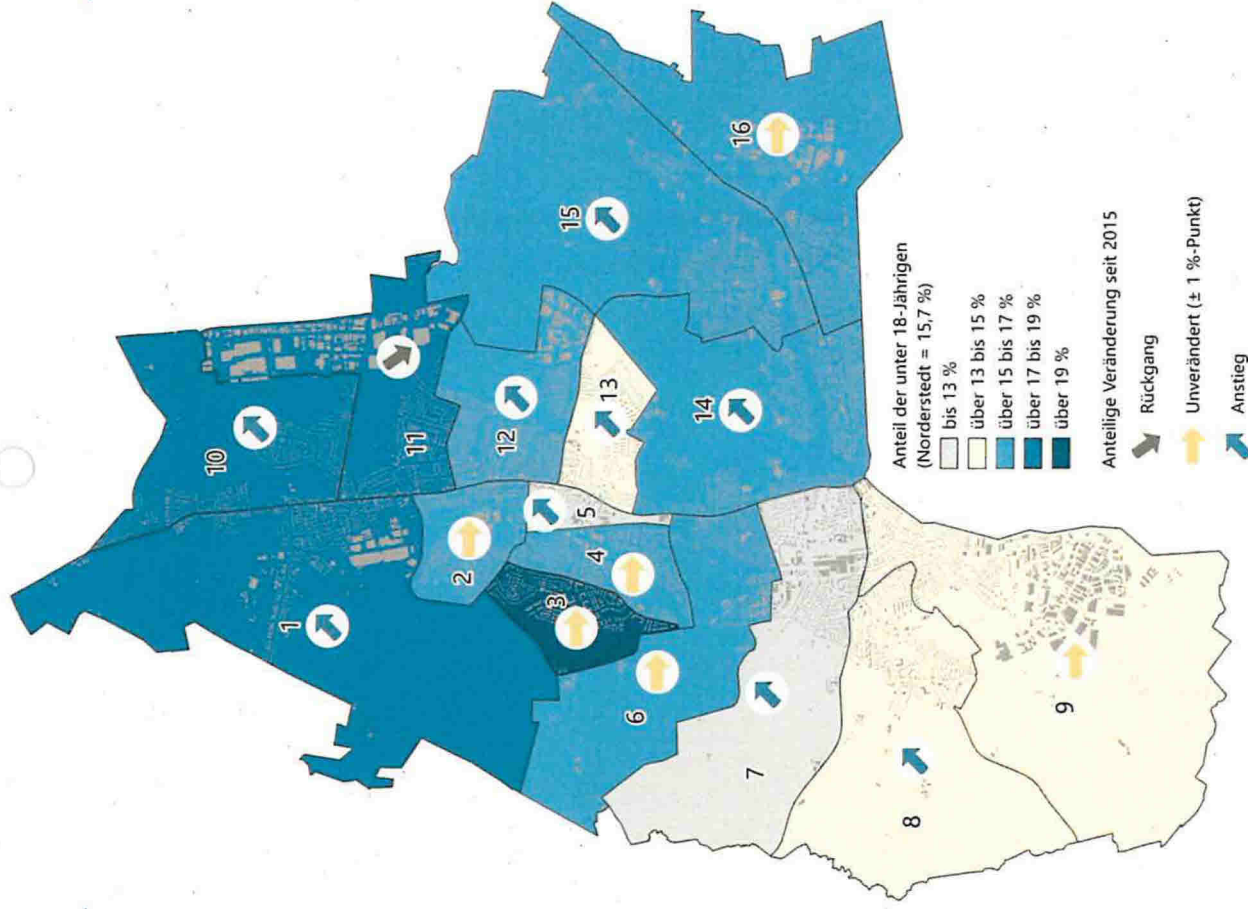 10
1
11
15
2
12
16
5
3
4
13
6
14
7
8
9
Anteil der unter 18-Jährigen
(Norderstedt = 15,7 %)
bis 13 %
über 13 bis 15 %
über 15 bis 17 %
über 17 bis 19 %
über 19 %
Anteilige Veränderung seit 2015
Rückgang
Unverändert (± 1 %-Punkt)
Anstieg